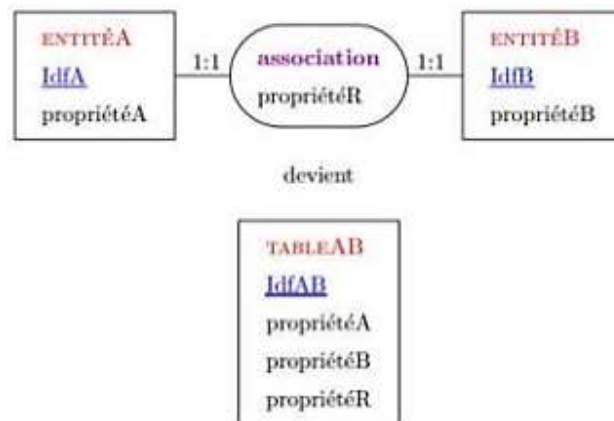 ENTITÉA
IdfA
propriétéA
1:1
association
propriétéR
1:1
ENTITÉB
IdfB
propriétéB
devient
TABLEAB
IdfAB
propriétéA
propriétéB
propriétéR